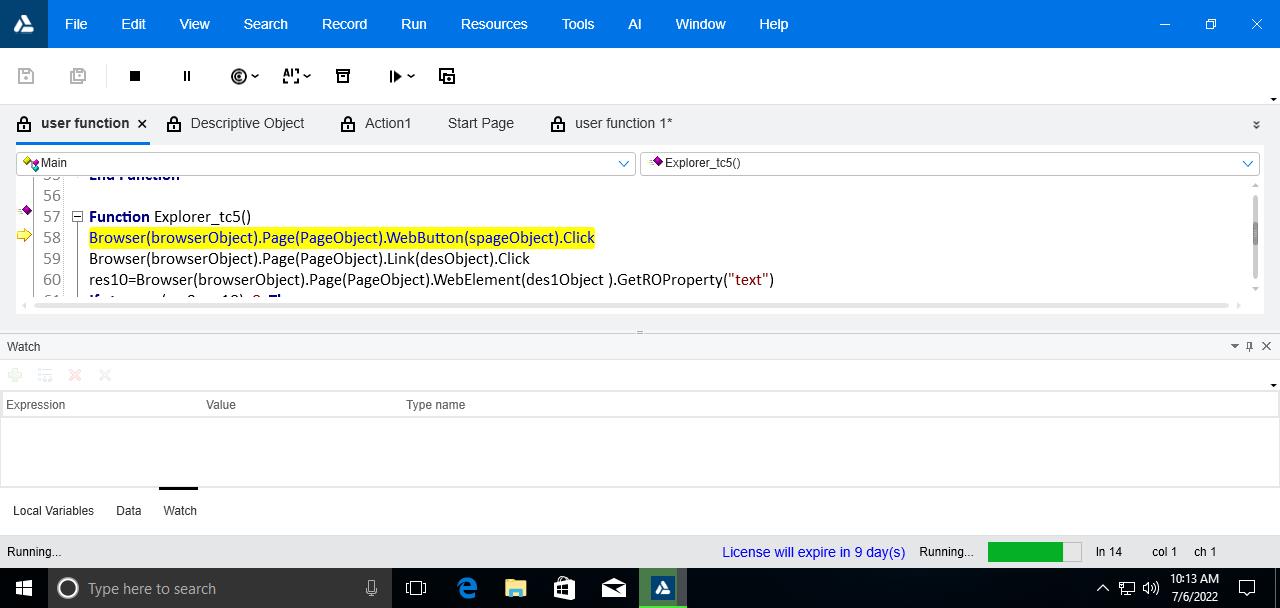 File Edit View Search Record Run Resources Tools AI Window Help
user function Descriptive Object Action1 Start Page user function 1*
Main Explorer_tc5()
55 End Function
56
57 Function Explorer_tc5()
58 Browser(browserObject).Page(PageObject).WebButton(spageObject).Click
59 Browser(browserObject).Page(PageObject).Link(desObject).Click
60 res10=Browser(browserObject).Page(PageObject).WebElement(des1Object ).GetROProperty("text")
61
Watch
Expression Value Type name
Local Variables Data Watch
Running... License will expire in 9 day(s) Running... ln 14 col 1 ch 1
Type here to search
10:13 AM
7/6/2022